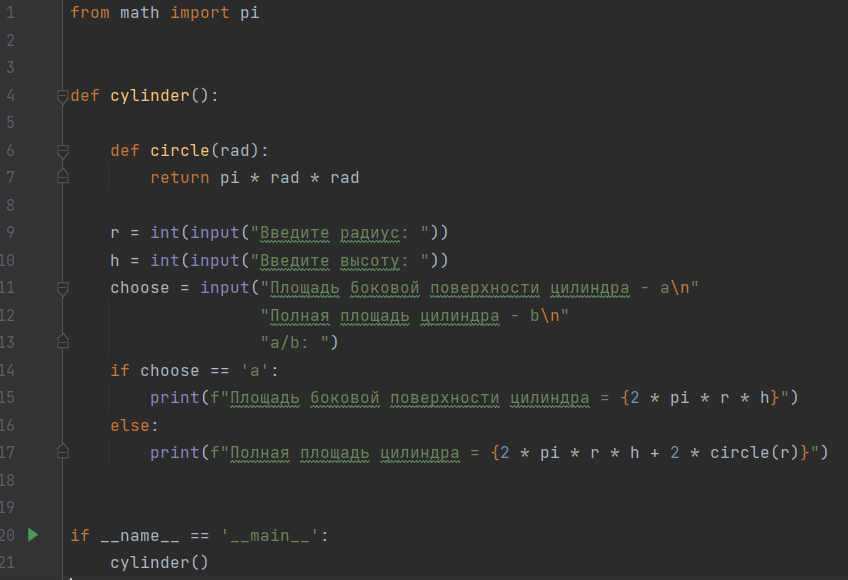 1 from math import pi
2
3
4 def cylinder():
5
6     def circle(rad):
7         return pi * rad * rad
8
9     r = int(input("Введите радиус: "))
10     h = int(input("Введите высоту: "))
11     choose = input("Площадь боковой поверхности цилиндра - a\n"
12                    "Полная площадь цилиндра - b\n"
13                    "a/b: ")
14     if choose == 'a':
15         print(f"Площадь боковой поверхности цилиндра = {2 * pi * r * h}")
16     else:
17         print(f"Полная площадь цилиндра = {2 * pi * r * h + 2 * circle(r)}")
18
19
20 if __name__ == '__main__':
21     cylinder()